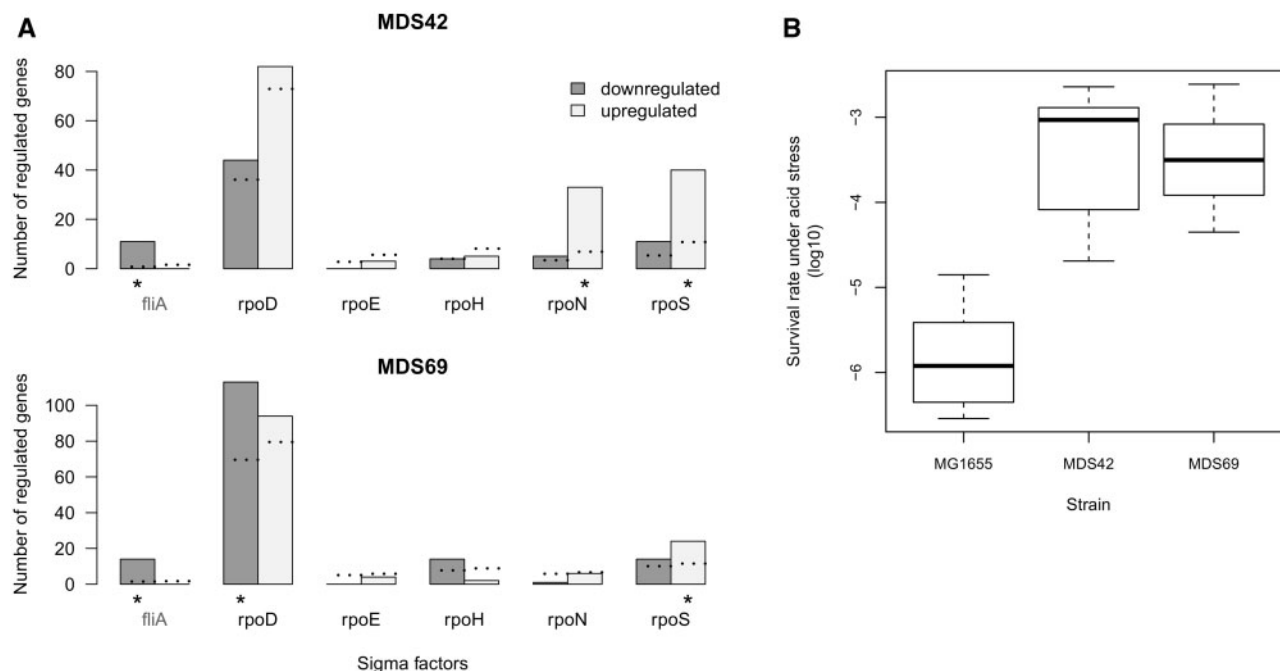 A
MDS42
Number of regulated genes
80
60
40
20
0
downregulated
upregulated
*
*
*
fliA
rpoD
rpoE
rpoH
rpoN
rpoS
MDS69
Number of regulated genes
100
80
60
40
20
0
*
*
*
fliA
rpoD
rpoE
rpoH
rpoN
rpoS
Sigma factors
B
Survival rate under acid stress
(log10)
-3
-4
-5
-6
MG1655
MDS42
MDS69
Strain